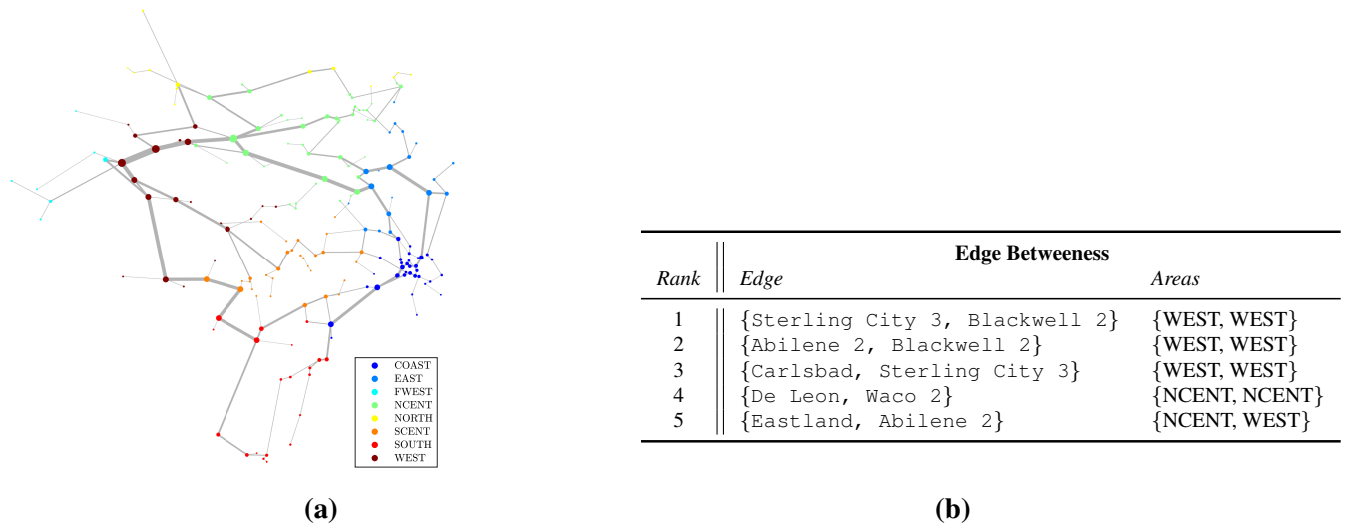 COAST
EAST
FWEST
NCENT
NORTH
SCENT
SOUTH
WEST
(a)
Edge Betweeness
Rank Edge Areas
1 {Sterling City 3, Blackwell 2} {WEST, WEST}
2 {Abilene 2, Blackwell 2} {WEST, WEST}
3 {Carlsbad, Sterling City 3} {WEST, WEST}
4 {De Leon, Waco 2} {NCENT, NCENT}
5 {Eastland, Abilene 2} {NCENT, WEST}
(b)